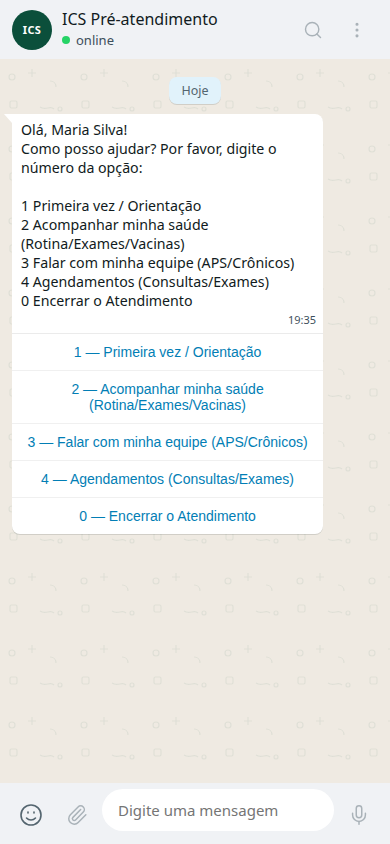 ICS
ICS Pré-atendimento
online
Hoje
Olá, Maria Silva!
Como posso ajudar? Por favor, digite o
número da opção:
1 Primeira vez / Orientação
2 Acompanhar minha saúde
(Rotina/Exames/Vacinas)
3 Falar com minha equipe (APS/Crônicos)
4 Agendamentos (Consultas/Exames)
0 Encerrar o Atendimento
19:35
1 — Primeira vez / Orientação
2 — Acompanhar minha saúde
(Rotina/Exames/Vacinas)
3 — Falar com minha equipe (APS/Crônicos)
4 — Agendamentos (Consultas/Exames)
0 — Encerrar o Atendimento
Digite uma mensagem